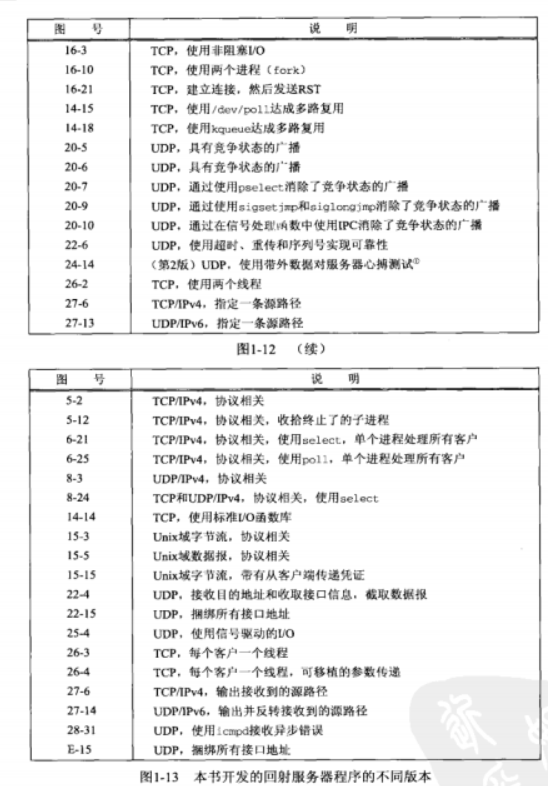 图 号 说 明
16-3 TCP，使用非阻塞I/O
16-10 TCP，使用两个进程（fork）
16-21 TCP，建立连接，然后发送RST
14-15 TCP，使用/dev/poll达成多路复用
14-18 TCP，使用kqueue达成多路复用
20-5 UDP，具有竞争状态的广播
20-6 UDP，具有竞争状态的广播
20-7 UDP，通过使用pselect消除了竞争状态的广播
20-9 UDP，通过使用sigsetjmp和siglongjmp消除了竞争状态的广播
20-10 UDP，通过在信号处理函数中使用IPC消除了竞争状态的广播
22-6 UDP，使用超时、重传和序列号实现可靠性
24-14 （第2版）UDP，使用带外数据对服务器心搏测试①
26-2 TCP，使用两个线程
27-6 TCP/IPv4，指定一条源路径
27-13 UDP/IPv6，指定一条源路径
图1-12 （续）
图 号 说 明
5-2 TCP/IPv4，协议相关
5-12 TCP/IPv4，协议相关，收拾终止了的子进程
6-21 TCP/IPv4，协议相关，使用select，单个进程处理所有客户
6-25 TCP/IPv4，协议相关，使用poll，单个进程处理所有客户
8-3 UDP/IPv4，协议相关
8-24 TCP和UDP/IPv4，协议相关，使用select
14-14 TCP，使用标准I/O函数库
15-3 Unix域字节流，协议相关
15-5 Unix域数据报，协议相关
15-15 Unix域字节流，带有从客户端传递凭证
22-4 UDP，接收目的地址和收取接口信息，截取数据报
22-15 UDP，捆绑所有接口地址
25-4 UDP，使用信号驱动的I/O
26-3 TCP，每个客户一个线程
26-4 TCP，每个客户一个线程，可移植的参数传递
27-6 TCP/IPv4，输出接收到的源路径
27-14 UDP/IPv6，输出并反转接收到的源路径
28-31 UDP，使用icmpd接收异步错误
E-15 UDP，捆绑所有接口地址
图1-13 本书开发的回射服务器程序的不同版本